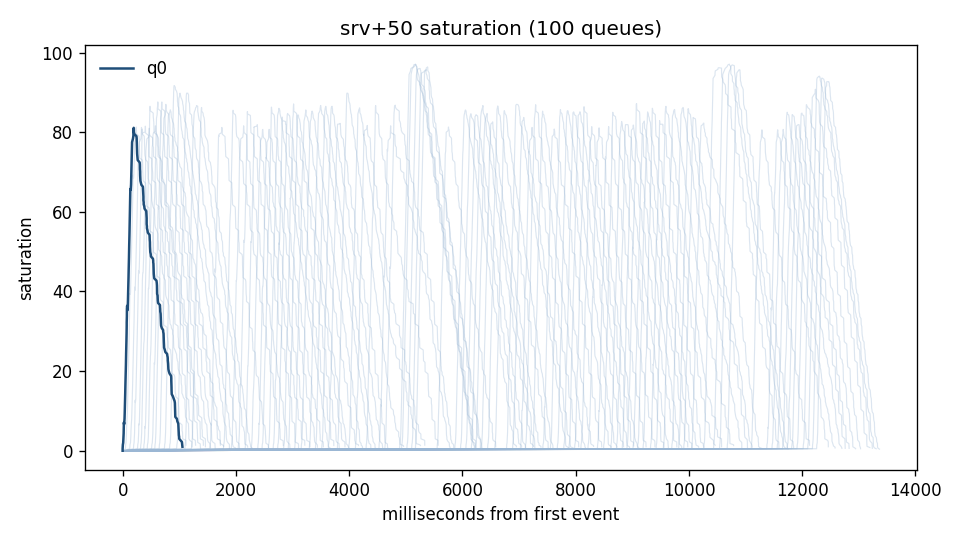 srv+50 saturation (100 queues)
q0
100
80
60
40
20
0
saturation
0 2000 4000 6000 8000 10000 12000 14000
milliseconds from first event